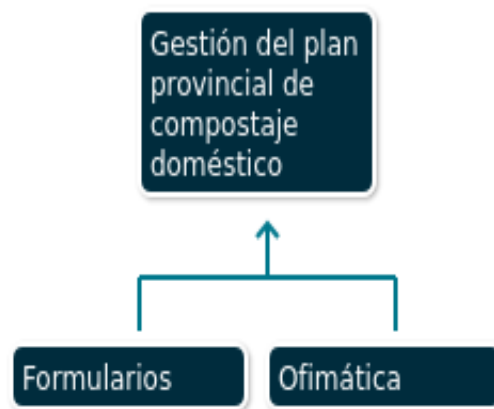 Gestión del plan
provincial de
compostaje
doméstico
Formularios
Ofimática